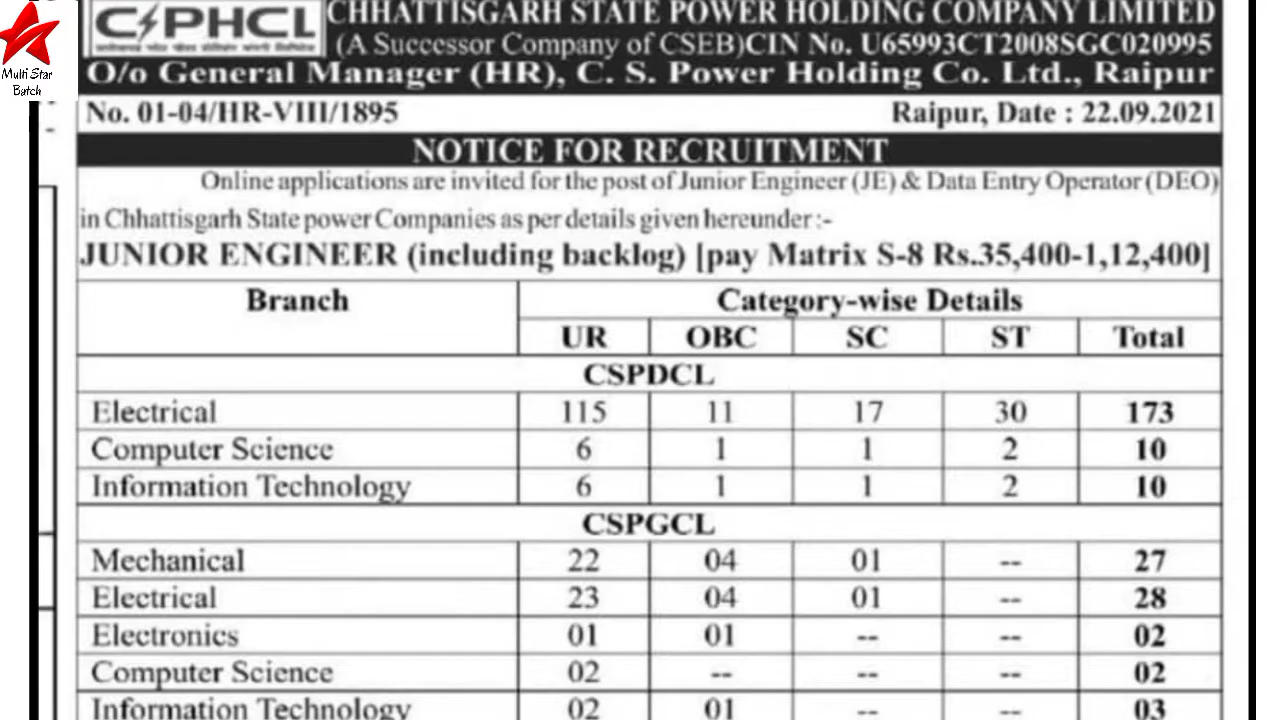 Multi Star
Batch
CSPHCL
CHHATTISGARH STATE POWER HOLDING COMPANY LIMITED
(A Successor Company of CSEB)CIN No. U65993CT2008SGC020995
O/o General Manager (HR), C. S. Power Holding Co. Ltd., Raipur
No. 01-04/HR-VIII/1895 Raipur, Date : 22.09.2021
NOTICE FOR RECRUITMENT
Online applications are invited for the post of Junior Engineer (JE) & Data Entry Operator (DEO)
in Chhattisgarh State power Companies as per details given hereunder :-
JUNIOR ENGINEER (including backlog) [pay Matrix S-8 Rs.35,400-1,12,400]
Branch Category-wise Details
UR OBC SC ST Total
CSPDCL
Electrical 115 11 17 30 173
Computer Science 6 1 1 2 10
Information Technology 6 1 1 2 10
CSPGCL
Mechanical 22 04 01 -- 27
Electrical 23 04 01 -- 28
Electronics 01 01 -- -- 02
Computer Science 02 -- -- -- 02
Information Technology 02 01 -- -- 03